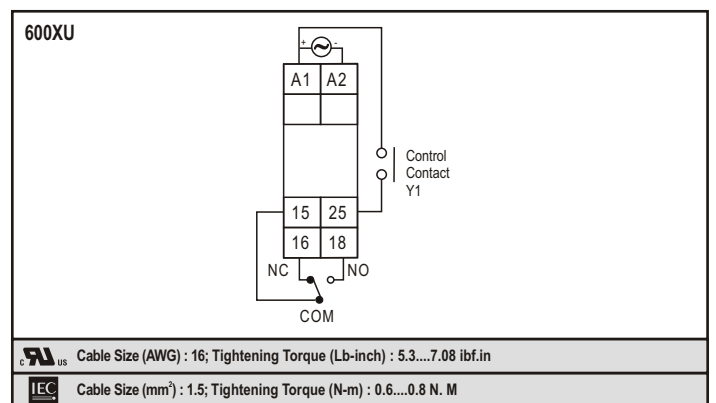 600XU
+ ~ -
A1 A2
Control
Contact
Y1
15 25
16 18
NC NO
COM
c RU us Cable Size (AWG) : 16; Tightening Torque (Lb-inch) : 5.3....7.08 ibf.in
IEC Cable Size (mm²) : 1.5; Tightening Torque (N-m) : 0.6....0.8 N. M